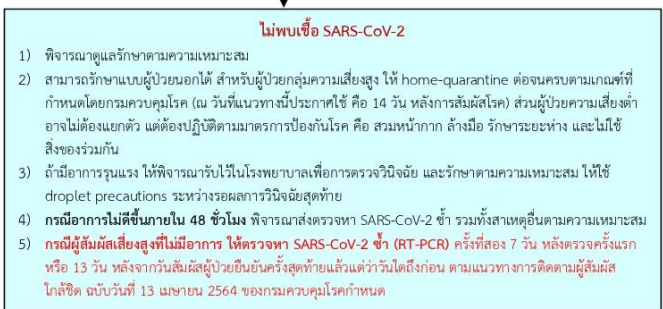 ไม่พบเชื้อ SARS-CoV-2
1) พิจารณาดูแลรักษาตามความเหมาะสม
2) สามารถรักษาแบบผู้ป่วยนอกได้ สำหรับผู้ป่วยกลุ่มความเสี่ยงสูง ให้ home-quarantine ต่อจนครบตามเกณฑ์ที่
กำหนดโดยกรมควบคุมโรค (ณ วันที่แนวทางนี้ประกาศใช้ คือ 14 วัน หลังการสัมผัสโรค) ส่วนผู้ป่วยความเสี่ยงต่ำ
อาจไม่ต้องแยกตัว แต่ต้องปฏิบัติตามมาตรการป้องกันโรค คือ สวมหน้ากาก ล้างมือ รักษาระยะห่าง และไม่ใช้
สิ่งของร่วมกัน
3) ถ้ามีอาการรุนแรง ให้พิจารณารับไว้ในโรงพยาบาลเพื่อการตรวจวินิจฉัย และรักษาตามความเหมาะสม ให้ใช้
droplet precautions ระหว่างรอผลการวินิจฉัยสุดท้าย
4) กรณีอาการไม่ดีขึ้นภายใน 48 ชั่วโมง พิจารณาส่งตรวจหา SARS-CoV-2 ซ้ำ รวมทั้งสาเหตุอื่นตามความเหมาะสม
5) กรณีผู้สัมผัสเสี่ยงสูงที่ไม่มีอาการ ให้ตรวจหา SARS-CoV-2 ซ้ำ (RT-PCR) ครั้งที่สอง 7 วัน หลังตรวจครั้งแรก
หรือ 13 วัน หลังจากวันสัมผัสผู้ป่วยยืนยันครั้งสุดท้ายแล้วแต่ว่าวันใดถึงก่อน ตามแนวทางการติดตามผู้สัมผัส
ใกล้ชิด ฉบับวันที่ 13 เมษายน 2564 ของกรมควบคุมโรคกำหนด